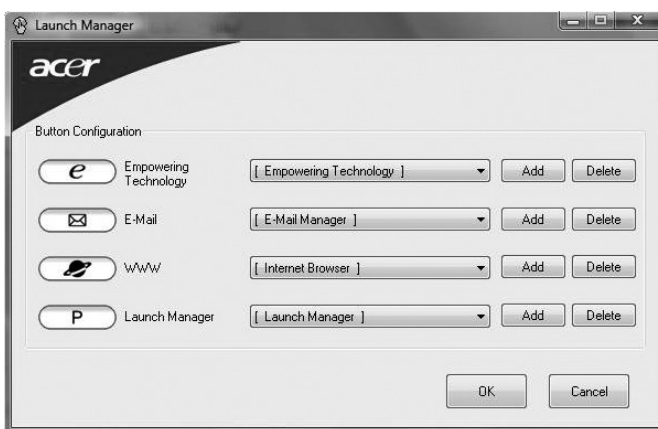 Launch Manager
acer
Button Configuration
e Empowering Technology [ Empowering Technology ] Add Delete
E-Mail [ E-Mail Manager ] Add Delete
WWW [ Internet Browser ] Add Delete
P Launch Manager [ Launch Manager ] Add Delete
OK Cancel